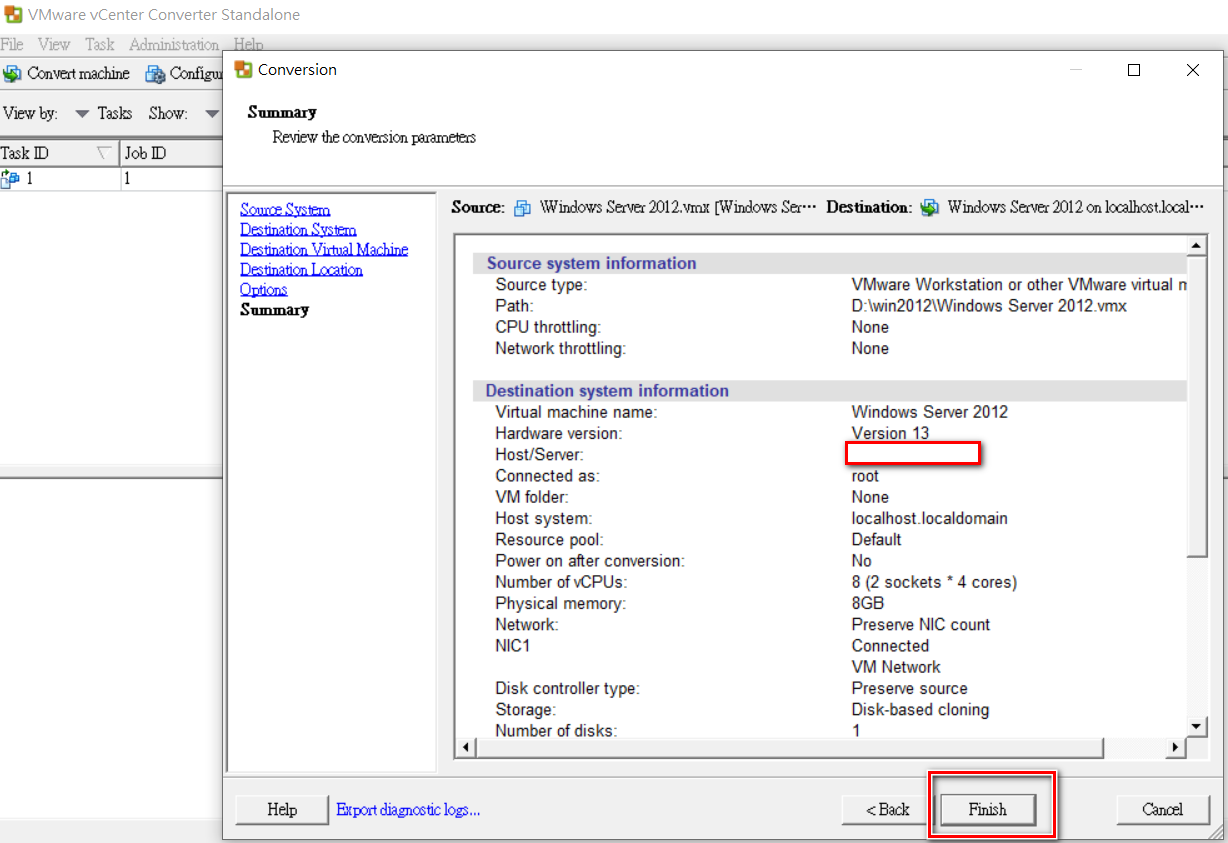 VMware vCenter Converter Standalone
File View Task Administration Help
Convert machine Configu
View by: Tasks Show:
Task ID Job ID
1 1
Conversion
Summary
Review the conversion parameters
Source System
Destination System
Destination Virtual Machine
Destination Location
Options
Summary
Source: \Windows Server 2012.vmx [Windows Ser··· Destination: Windows Server 2012 on localhost.local···
Source system information
Source type: VMware Workstation or other VMware virtual m
Path: D:\win2012\Windows Server 2012.vmx
CPU throttling: None
Network throttling: None
Destination system information
Virtual machine name: Windows Server 2012
Hardware version: Version 13
Host/Server:
Connected as: root
VM folder: None
Host system: localhost.localdomain
Resource pool: Default
Power on after conversion: No
Number of vCPUs: 8 (2 sockets * 4 cores)
Physical memory: 8GB
Network: Preserve NIC count
NIC1 Connected
VM Network
Disk controller type: Preserve source
Storage: Disk-based cloning
Number of disks: 1
Help Export diagnostic logs... < Back Finish Cancel